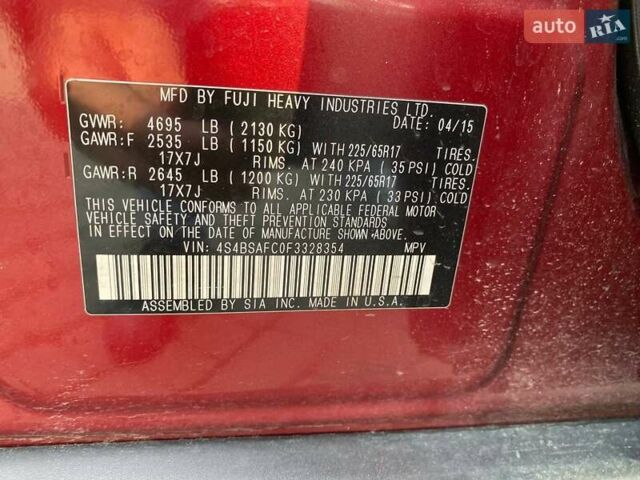 auto RIA
.com
MFD BY FUJI HEAVY INDUSTRIES LTD.
GVWR: 4695 LB ( 2130 KG) DATE: 04/15
GAWR:F 2535 LB ( 1150 KG) WITH 225/65R17 TIRES.
17X7J RIMS. AT 240 KPA ( 35 PSI) COLD
GAWR:R 2645 LB ( 1200 KG) WITH 225/65R17 TIRES.
17X7J RIMS. AT 230 KPA ( 33 PSI) COLD
THIS VEHICLE CONFORMS TO ALL APPLICABLE FEDERAL MOTOR
VEHICLE SAFETY AND THEFT PREVENTION STANDARDS
IN EFFECT ON THE DATE OF MANUFACTURE SHOWN ABOVE.
VIN: 4S4BSAFC0F3328354 MPV
ASSEMBLED BY SIA INC. MADE IN U.S.A.